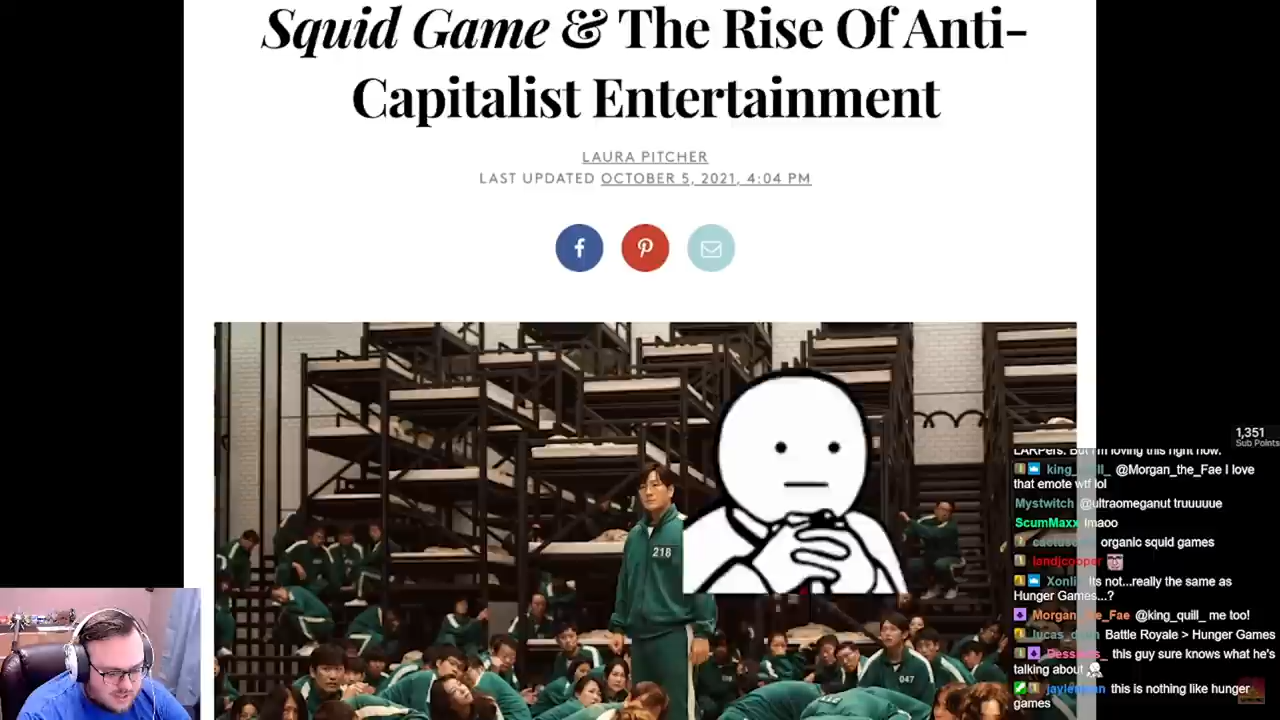 Squid Game & The Rise Of Anti-
Capitalist Entertainment
LAURA PITCHER
LAST UPDATED OCTOBER 5, 2021, 4:04 PM
218
047
1,351
Sub Points
LARPers. But I'm loving this right now.
@Morgan_the_Fae I love
that emote wtf lol
Mystwitch @ultraomeganut truuuuue
ScumMaxx lmaoo
organic squid games
landjcooper
Its not...really the same as
Hunger Games...?
@king_quill_ me too!
Battle Royale > Hunger Games
this guy sure knows what he's
talking about
this is nothing like hunger
games